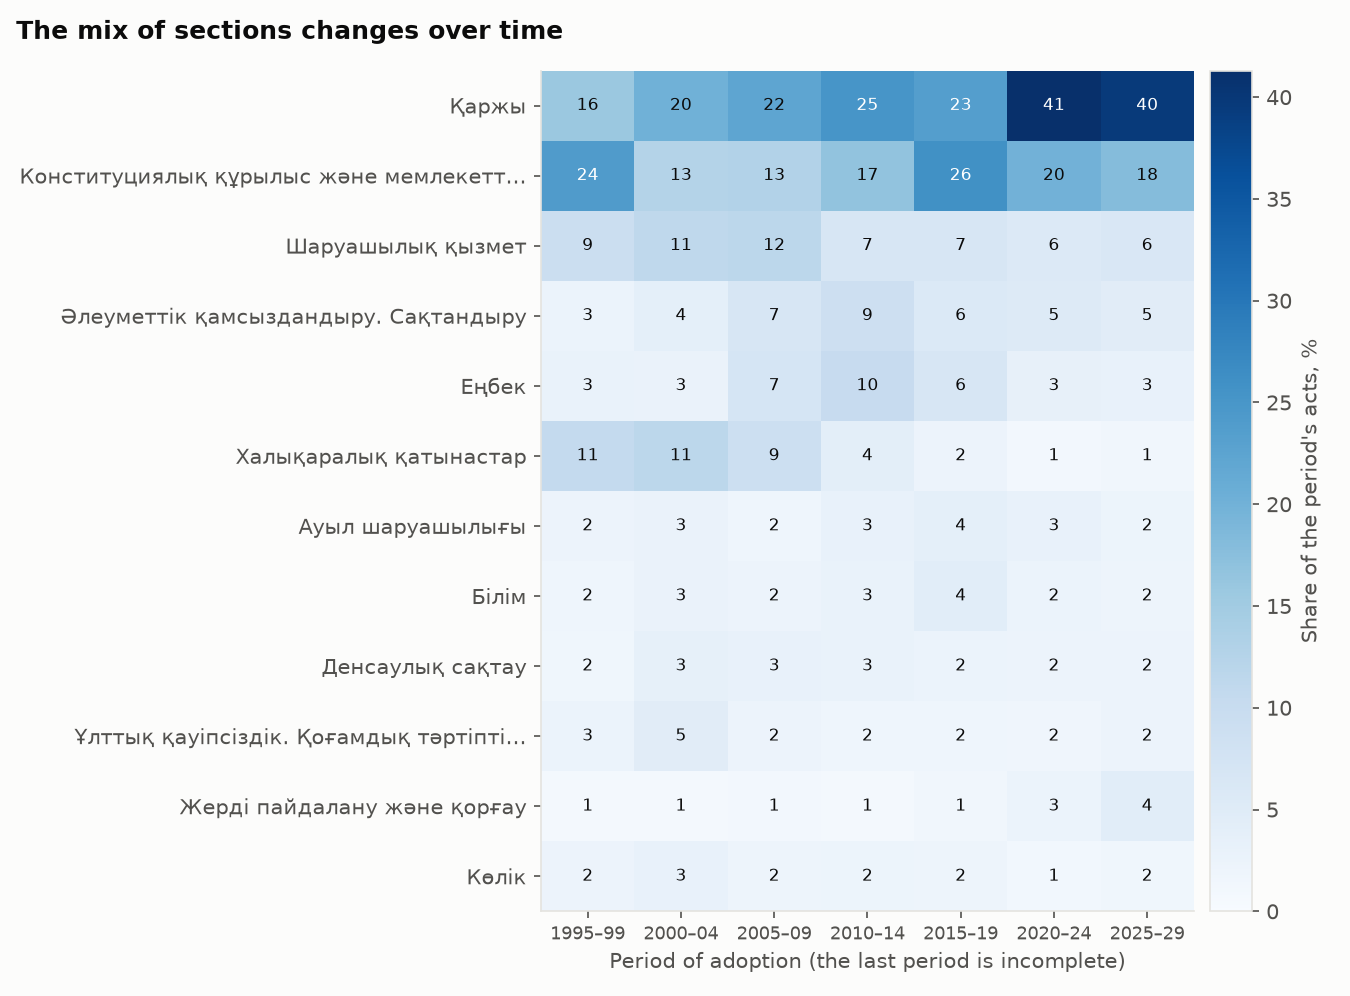 The mix of sections changes over time
Қаржы 16 20 22 25 23 41 40
Конституциялық құрылыс және мемлекетт... 24 13 13 17 26 20 18
Шаруашылық қызмет 9 11 12 7 7 6 6
Әлеуметтік қамсыздандыру. Сақтандыру 3 4 7 9 6 5 5
Еңбек 3 3 7 10 6 3 3
Халықаралық қатынастар 11 11 9 4 2 1 1
Ауыл шаруашылығы 2 3 2 3 4 3 2
Білім 2 3 2 3 4 2 2
Денсаулық сақтау 2 3 3 3 2 2 2
Ұлттық қауіпсіздік. Қоғамдық тәртіпті... 3 5 2 2 2 2 2
Жерді пайдалану және қорғау 1 1 1 1 1 3 4
Көлік 2 3 2 2 2 1 2
1995–99 2000–04 2005–09 2010–14 2015–19 2020–24 2025–29
Period of adoption (the last period is incomplete)
40
35
30
25
20
15
10
5
0
Share of the period's acts, %